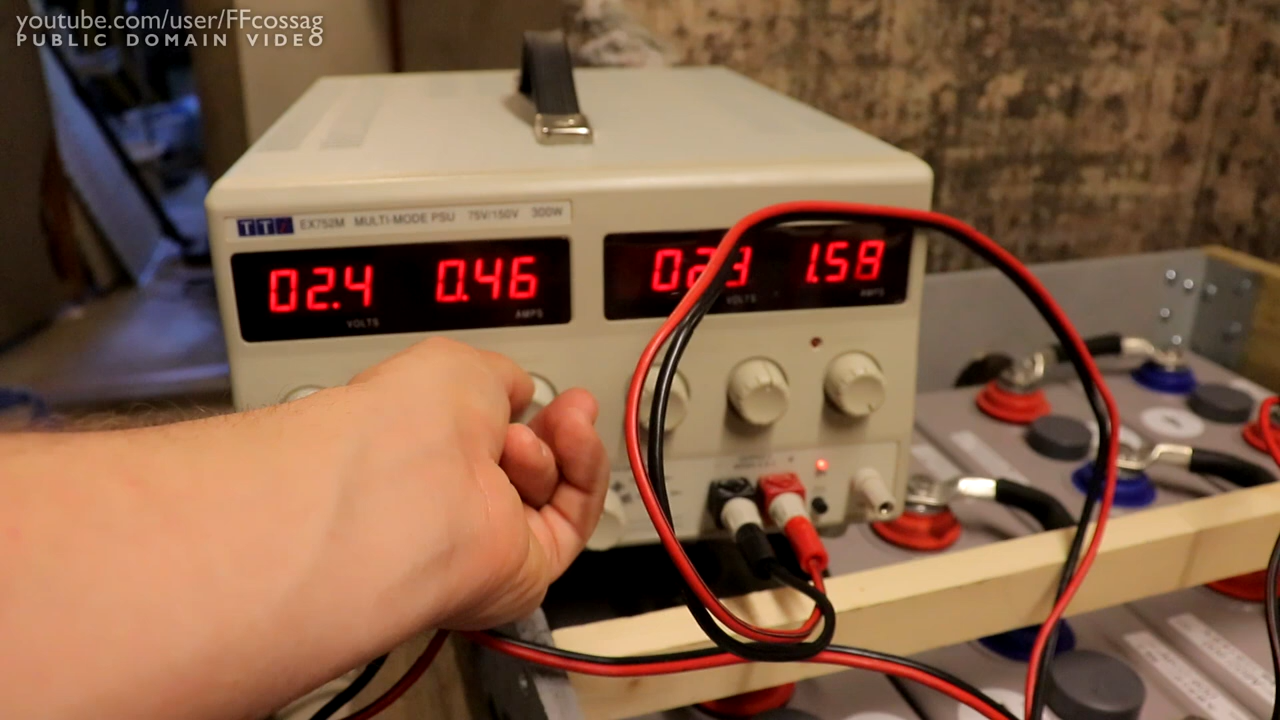 youtube.com/user/FFcossag
PUBLIC DOMAIN VIDEO
TTi EX752M MULTI-MODE PSU 75V/150V 300W
02.4 0.46
VOLTS AMPS
1.58
VOLTS AMPS